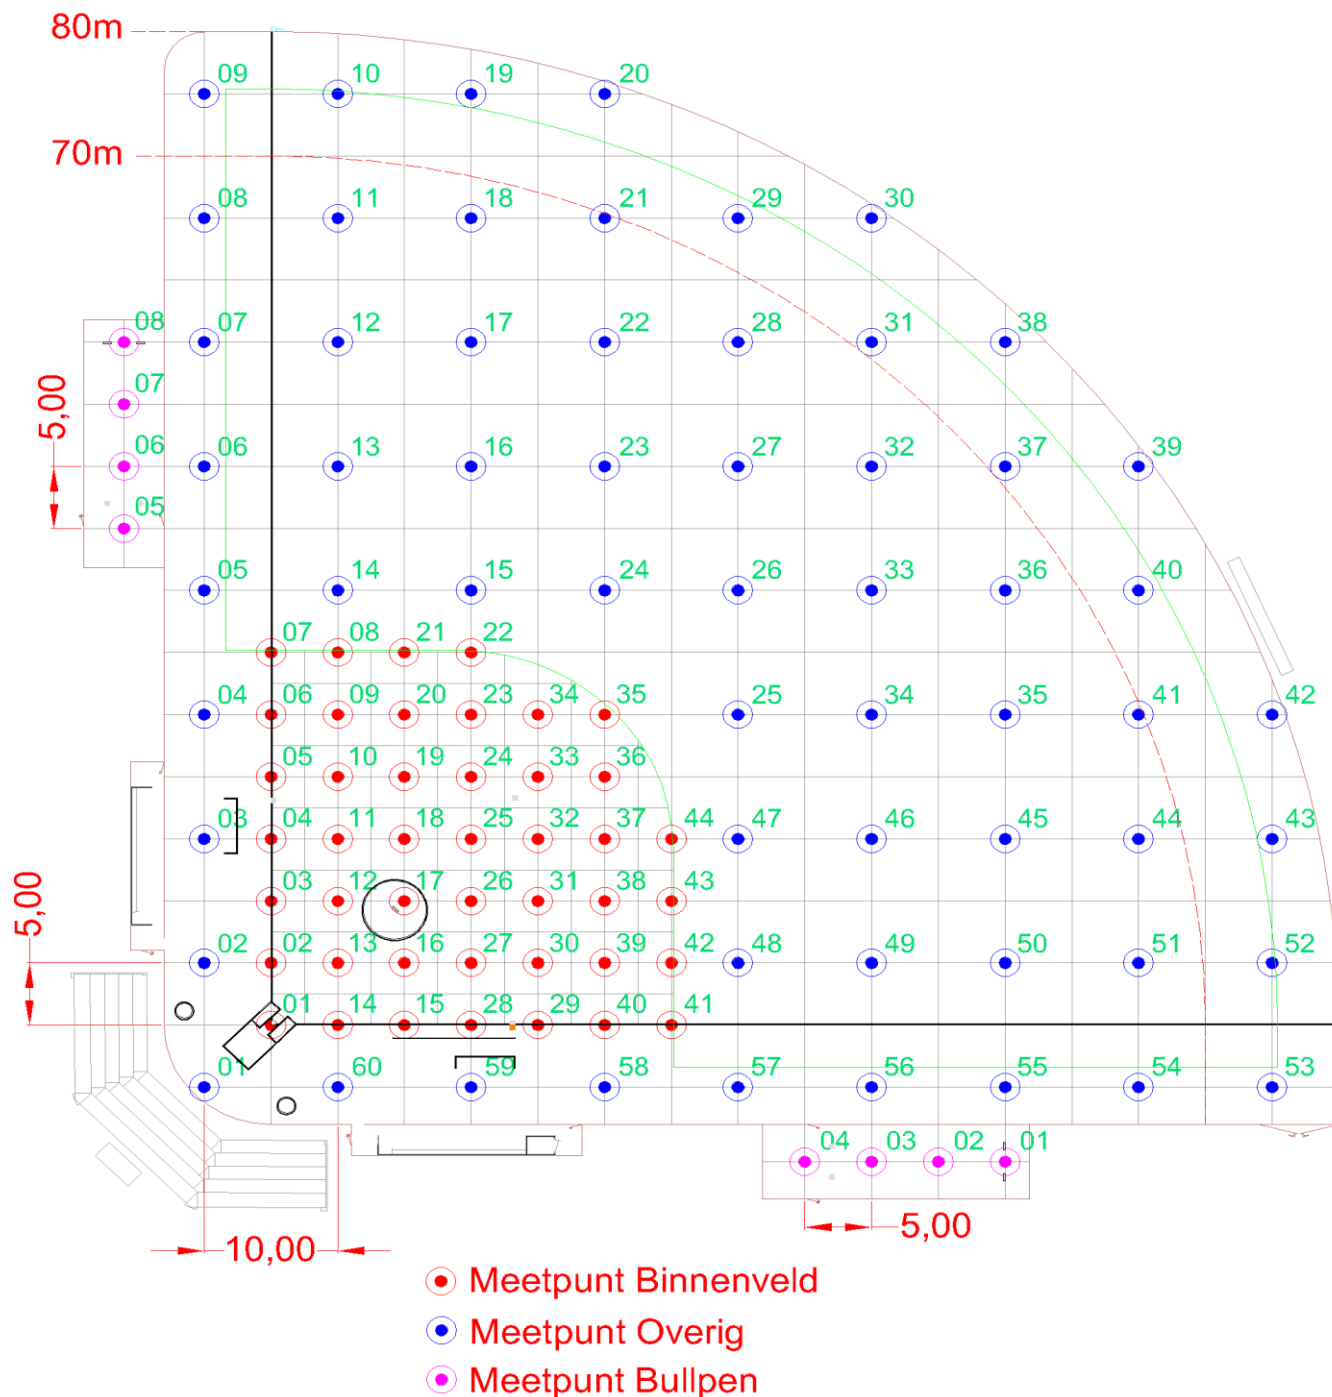 80m
09 10 19 20
70m
08 11 18 21 29 30
08 07 12 17 22 28 31 38
07
5,00
06 06 13 16 23 27 32 37 39
05
05 14 15 24 26 33 36 40
07 08 21 22
04 06 09 20 23 34 35 25 34 35 41 42
05 10 19 24 33 36
03 04 11 18 25 32 37 44 47 46 45 44 43
03 12 17 26 31 38 43
5,00
02 02 13 16 27 30 39 42 48 49 50 51 52
01 14 15 28 29 40 41
01 60 59 58 57 56 55 54 53
04 03 02 01
5,00
10,00
Meetpunt Binnenveld
Meetpunt Overig
Meetpunt Bullpen